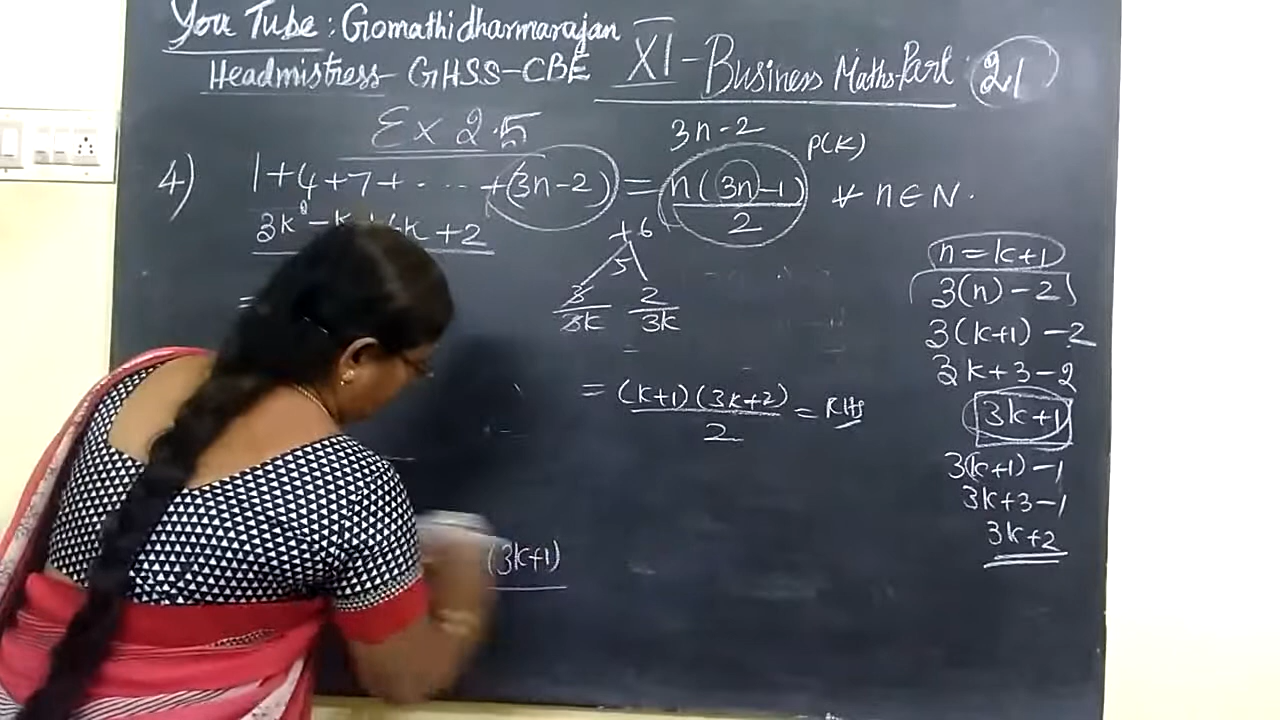 You Tube : Gomathidharmarajan
Headmistress - GHSS-CBE
XI - Business Maths-Part 21
Ex 2.5
3n-2
P(k)
4) 1+4+7+ ..... +(3n-2) = n(3n-1)/2 ∀ n∈N.
3k² - k + 6k + 2
=
+6
5
3 2
3k 3k
= (k+1)(3k+2)/2 = RHS
(3k+1)
n = k+1
3(n) - 2
3(k+1) - 2
3k+3-2
3k+1
3(k+1) - 1
3k+3-1
3k+2